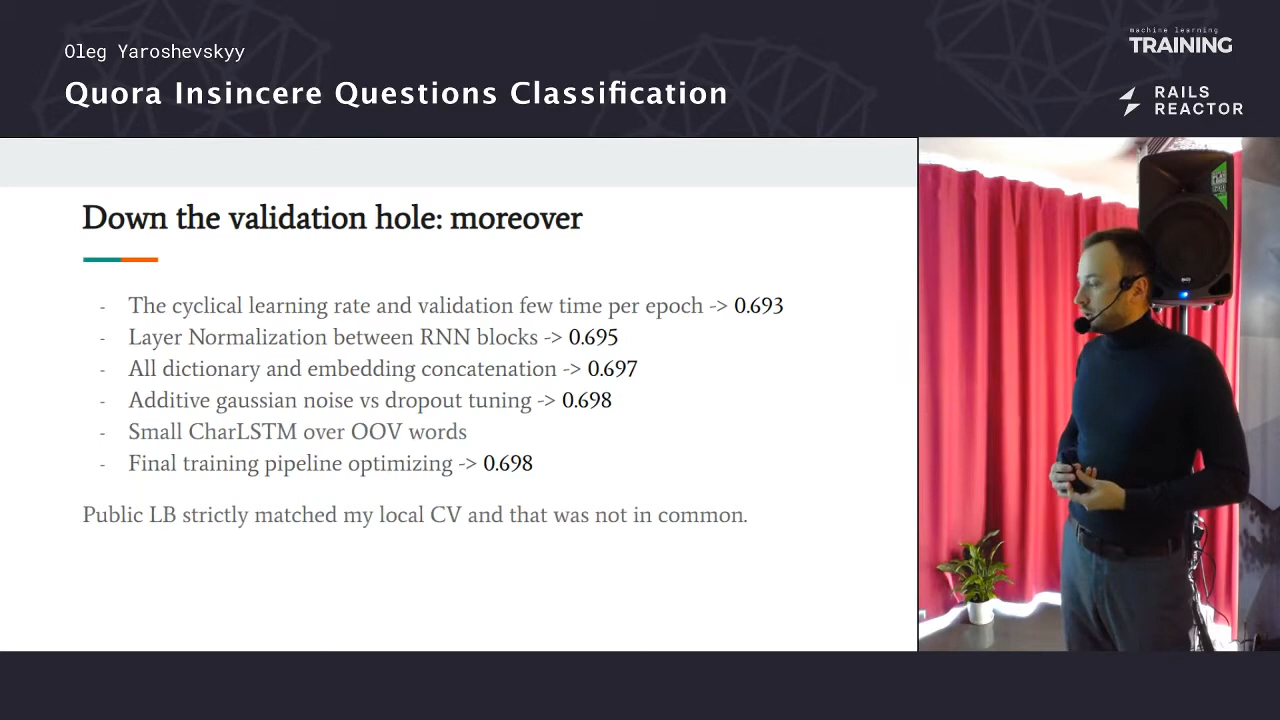 Oleg Yaroshevskyy
Quora Insincere Questions Classification
machine learning
TRAINING
RAILS
REACTOR
Down the validation hole: moreover
- The cyclical learning rate and validation few time per epoch -> 0.693
- Layer Normalization between RNN blocks -> 0.695
- All dictionary and embedding concatenation -> 0.697
- Additive gaussian noise vs dropout tuning -> 0.698
- Small CharLSTM over OOV words
- Final training pipeline optimizing -> 0.698
Public LB strictly matched my local CV and that was not in common.